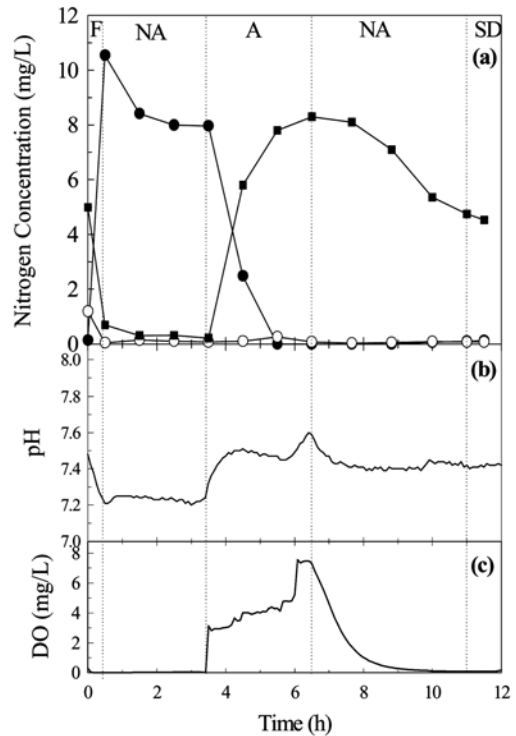 F NA A NA SD
(a)
Nitrogen Concentration (mg/L)
12
10
8
6
4
2
0
(b)
pH
8.0
7.6
7.4
7.2
7.0
(c)
DO (mg/L)
8
6
4
2
0
0 2 4 6 8 10 12
Time (h)